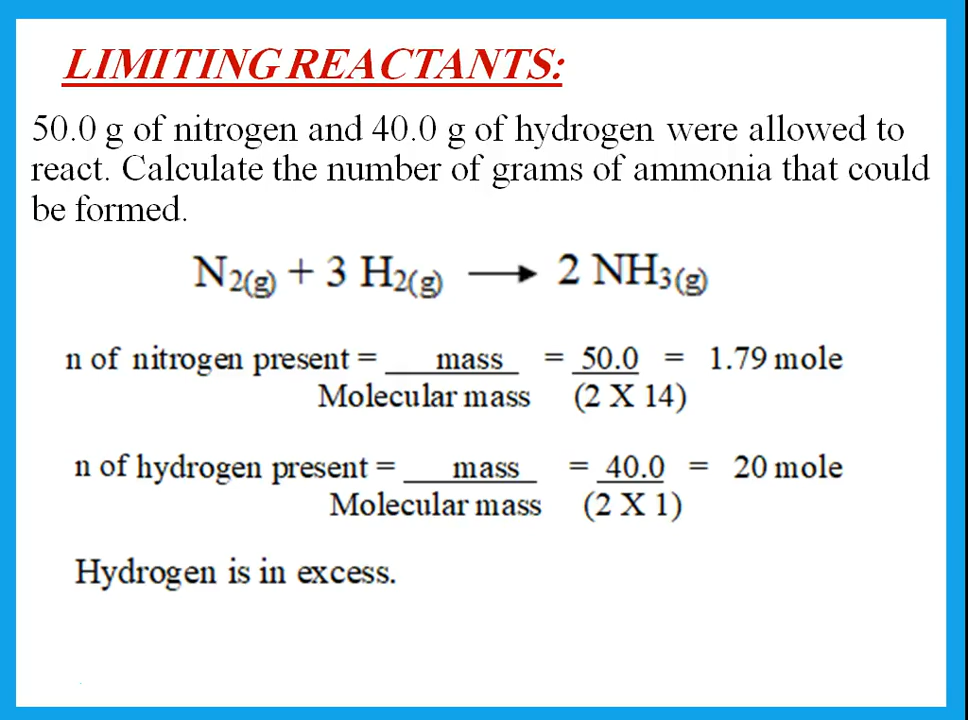 LIMITING REACTANTS:
50.0 g of nitrogen and 40.0 g of hydrogen were allowed to
react. Calculate the number of grams of ammonia that could
be formed.
N2(g) + 3 H2(g) ⟶ 2 NH3(g)
n of nitrogen present = mass = 50.0 = 1.79 mole
Molecular mass (2 X 14)
n of hydrogen present = mass = 40.0 = 20 mole
Molecular mass (2 X 1)
Hydrogen is in excess.